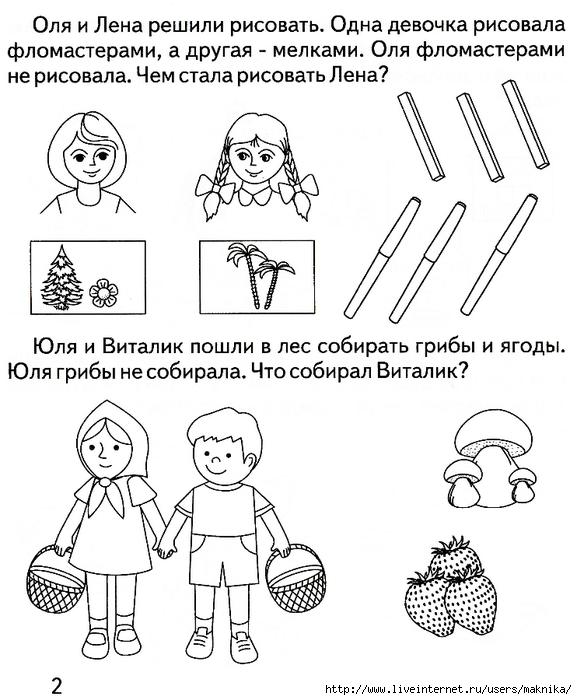 Оля и Лена решили рисовать. Одна девочка рисовала
фломастерами, а другая - мелками. Оля фломастерами
не рисовала. Чем стала рисовать Лена?
Юля и Виталик пошли в лес собирать грибы и ягоды.
Юля грибы не собирала. Что собирал Виталик?
2
http://www.liveinternet.ru/users/maknika/